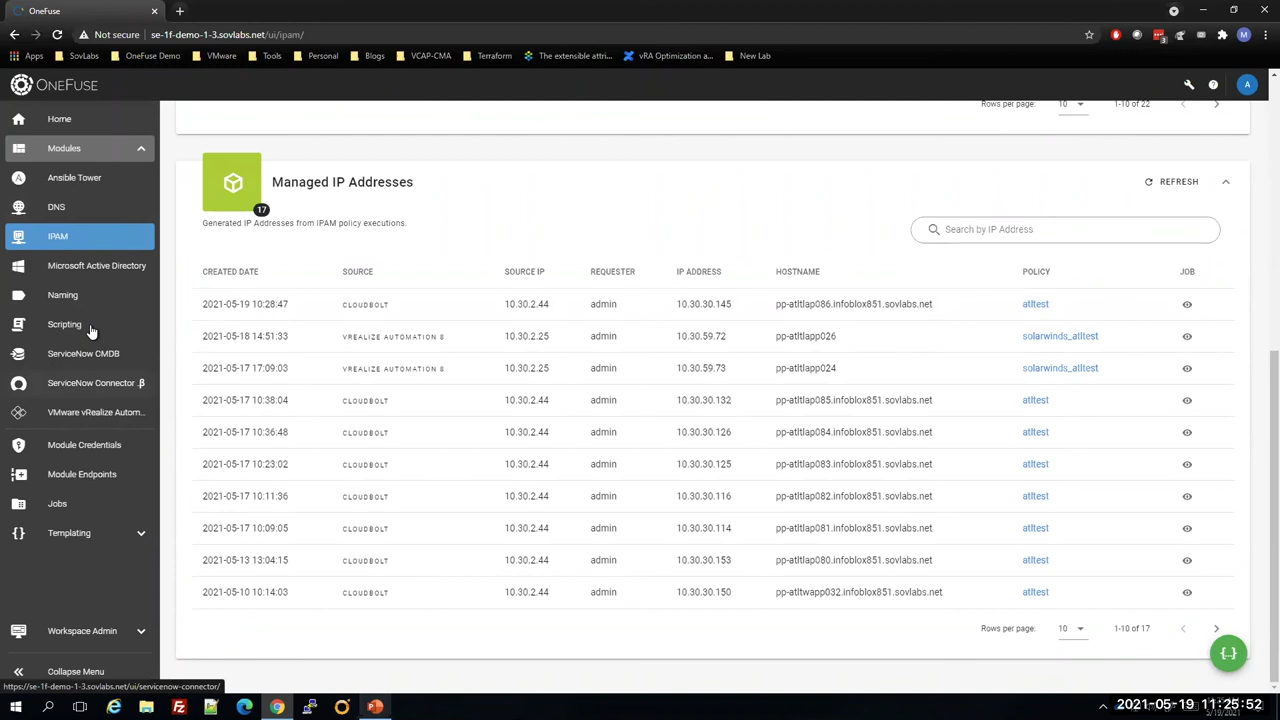 OneFuse
Not secure | se-1f-demo-1-3.sovlabs.net/ui/ipam/
Apps SovLabs OneFuse Demo VMware Tools Personal Blogs VCAP-CMA Terraform The extensible attri... vRA Optimization a... New Lab
ONEFUSE
A
Home
Modules
Ansible Tower
DNS
IPAM
Microsoft Active Directory
Naming
Scripting
ServiceNow CMDB
ServiceNow Connector .β
VMware vRealize Autom...
Module Credentials
Module Endpoints
Jobs
Templating
Workspace Admin
Collapse Menu
https://se-1f-demo-1-3.sovlabs.net/ui/servicenow-connector/
Rows per page: 10 1-10 of 22
Managed IP Addresses
17
REFRESH
Generated IP Addresses from IPAM policy executions.
Search by IP Address
CREATED DATE SOURCE SOURCE IP REQUESTER IP ADDRESS HOSTNAME POLICY JOB
2021-05-19 10:28:47 CLOUDBOLT 10.30.2.44 admin 10.30.30.145 pp-atltlap086.infoblox851.sovlabs.net atltest
2021-05-18 14:51:33 VREALIZE AUTOMATION 8 10.30.2.25 admin 10.30.59.72 pp-atltlapp026 solarwinds_atltest
2021-05-17 17:09:03 VREALIZE AUTOMATION 8 10.30.2.25 admin 10.30.59.73 pp-atltlapp024 solarwinds_atltest
2021-05-17 10:38:04 CLOUDBOLT 10.30.2.44 admin 10.30.30.132 pp-atltlap085.infoblox851.sovlabs.net atltest
2021-05-17 10:36:48 CLOUDBOLT 10.30.2.44 admin 10.30.30.126 pp-atltlap084.infoblox851.sovlabs.net atltest
2021-05-17 10:23:02 CLOUDBOLT 10.30.2.44 admin 10.30.30.125 pp-atltlap083.infoblox851.sovlabs.net atltest
2021-05-17 10:11:36 CLOUDBOLT 10.30.2.44 admin 10.30.30.116 pp-atltlap082.infoblox851.sovlabs.net atltest
2021-05-17 10:09:05 CLOUDBOLT 10.30.2.44 admin 10.30.30.114 pp-atltlap081.infoblox851.sovlabs.net atltest
2021-05-13 13:04:15 CLOUDBOLT 10.30.2.44 admin 10.30.30.153 pp-atltlap080.infoblox851.sovlabs.net atltest
2021-05-10 10:14:03 CLOUDBOLT 10.30.2.44 admin 10.30.30.150 pp-atltwapp032.infoblox851.sovlabs.net atltest
Rows per page: 10 1-10 of 17
2021-05-19 11:25:52
5/19/2021